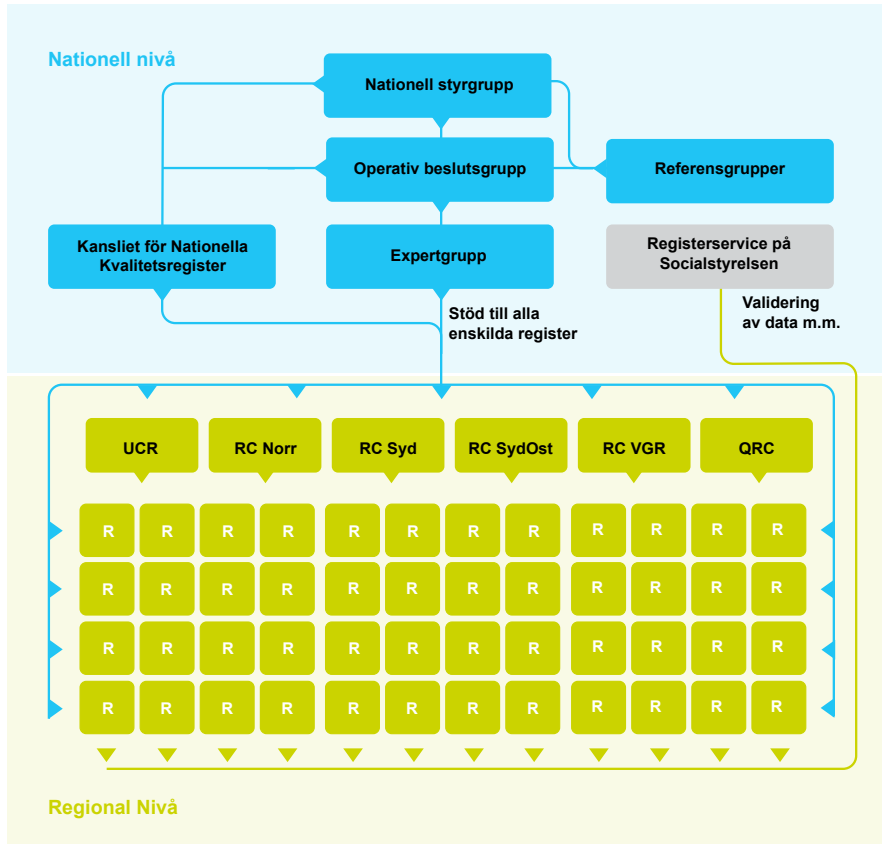 Nationell nivå
Nationell styrgrupp
Operativ beslutsgrupp
Referensgrupper
Kansliet för Nationella
Kvalitetsregister
Expertgrupp
Registerservice på
Socialstyrelsen
Stöd till alla
enskilda register
Validering
av data m.m.
UCR
RC Norr
RC Syd
RC SydOst
RC VGR
QRC
R R R R R R R R R R R R
R R R R R R R R R R R R
R R R R R R R R R R R R
R R R R R R R R R R R R
Regional Nivå